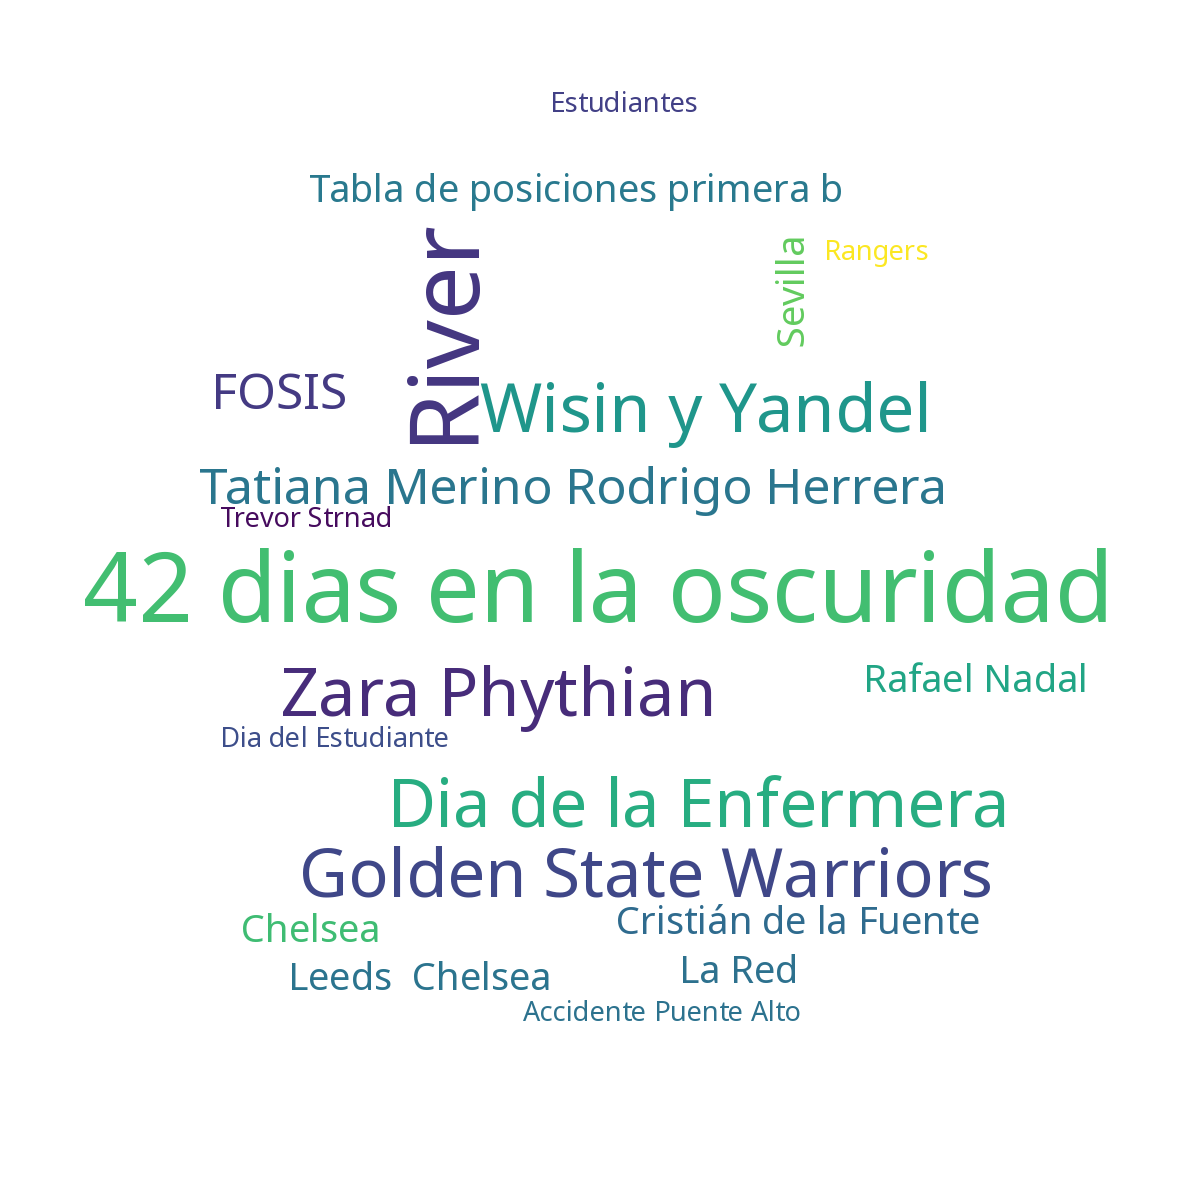 Estudiantes
Tabla de posiciones primera b
River
Sevilla
Rangers
FOSIS
Wisin y Yandel
Tatiana Merino Rodrigo Herrera
Trevor Strnad
42 dias en la oscuridad
Zara Phythian
Rafael Nadal
Dia del Estudiante
Dia de la Enfermera
Golden State Warriors
Chelsea
Cristián de la Fuente
Leeds  Chelsea
La Red
Accidente Puente Alto